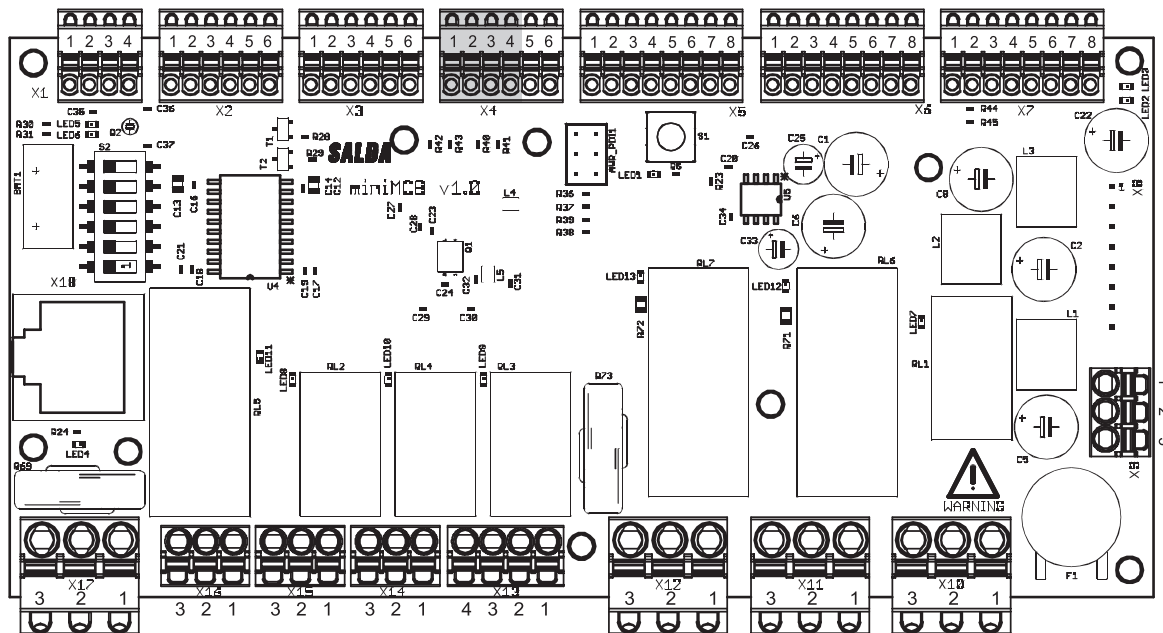 1 2 3 4 1 2 3 4 5 6 1 2 3 4 5 6 1 2 3 4 5 6 1 2 3 4 5 6 7 8 1 2 3 4 5 6 7 8 1 2 3 4 5 6 7 8
X1 X2 X3 X4 X5 X6 X7
LED3
LED2
C35 C36
R30 LED5
R31 LED6
Q2
C37
S2
BAT1
T1
T2
R28
R29
SALDA
miniMCB v1.0
R42 R43 R40 R41
S1
LED1
C26
C25 C1
R44
R45
C22
L3
C13 C16
C14
C12
C27
C28 C23
L4
R36
R37
R39
R38
R23
C34
U5
C6
C33
L2
C2
X8
C21
C18
U4
C19
C17
Q1
C24 C32
L5
C31
C29 C30
LED13
RL7
LED12
RL6
R72
R71
LED7
RL1
L1
X18
LED11
RL5
LED8
RL2
LED10
RL4
LED9
RL3
R73
1
2
3
X9
R24
LED4
R69
C5
WARNING
F1
X17 X16 X15 X14 X13 X12 X11 X10
3 2 1 3 2 1 3 2 1 3 2 1 4 3 2 1 3 2 1 3 2 1 3 2 1